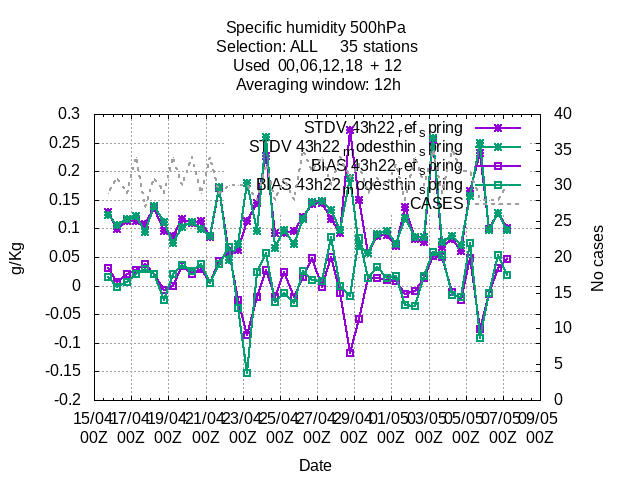 Specific humidity 500hPa
Selection: ALL 35 stations
Used 00,06,12,18 + 12
Averaging window: 12h
STDV 43h22_ref_spring
STDV 43h22_modesthin_spring
BIAS 43h22_ref_spring
BIAS 43h22_modesthin_spring
CASES
0.3
0.25
0.2
0.15
0.1
0.05
0
-0.05
-0.1
-0.15
-0.2
g/Kg
40
35
30
25
20
15
10
5
0
No cases
15/04 17/04 19/04 21/04 23/04 25/04 27/04 29/04 01/05 03/05 05/05 07/05 09/05
00Z 00Z 00Z 00Z 00Z 00Z 00Z 00Z 00Z 00Z 00Z 00Z 00Z
Date